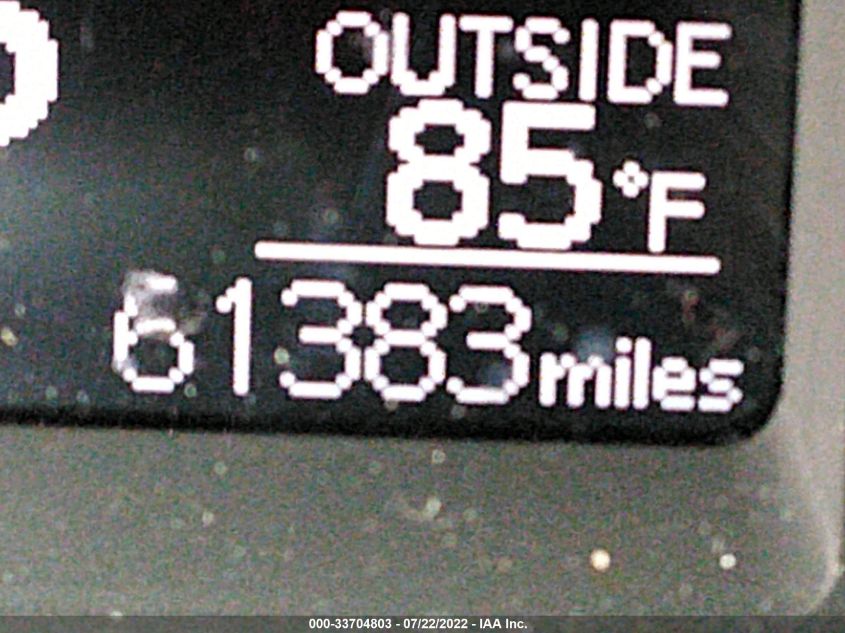 OUTSIDE
85°F
61383 miles
000-33704803 - 07/22/2022 - IAA Inc.